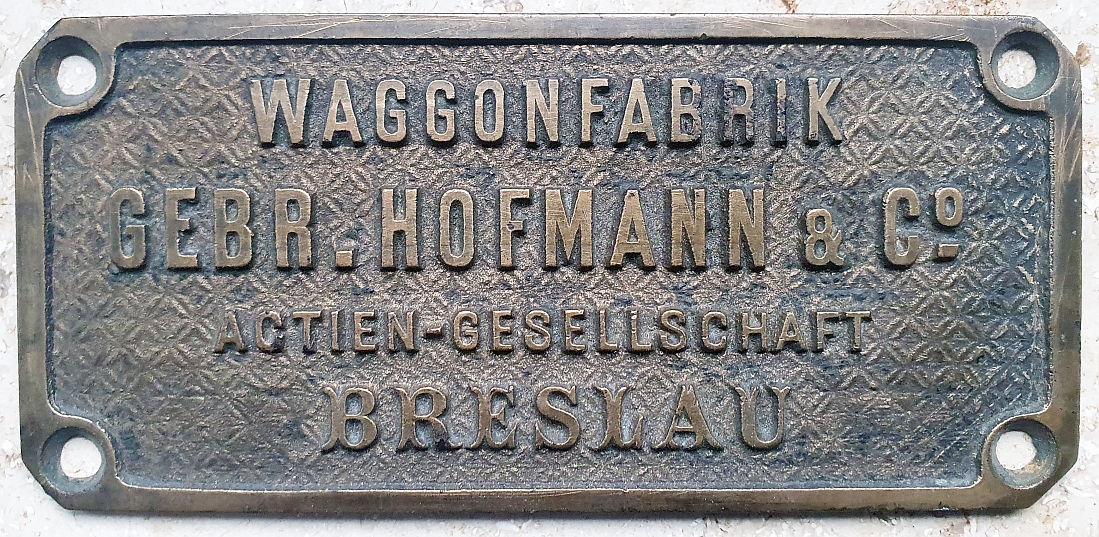 WAGGONFABRIK
GEBR. HOFMANN & Cº
ACTIEN-GESELLSCHAFT
BRESLAU